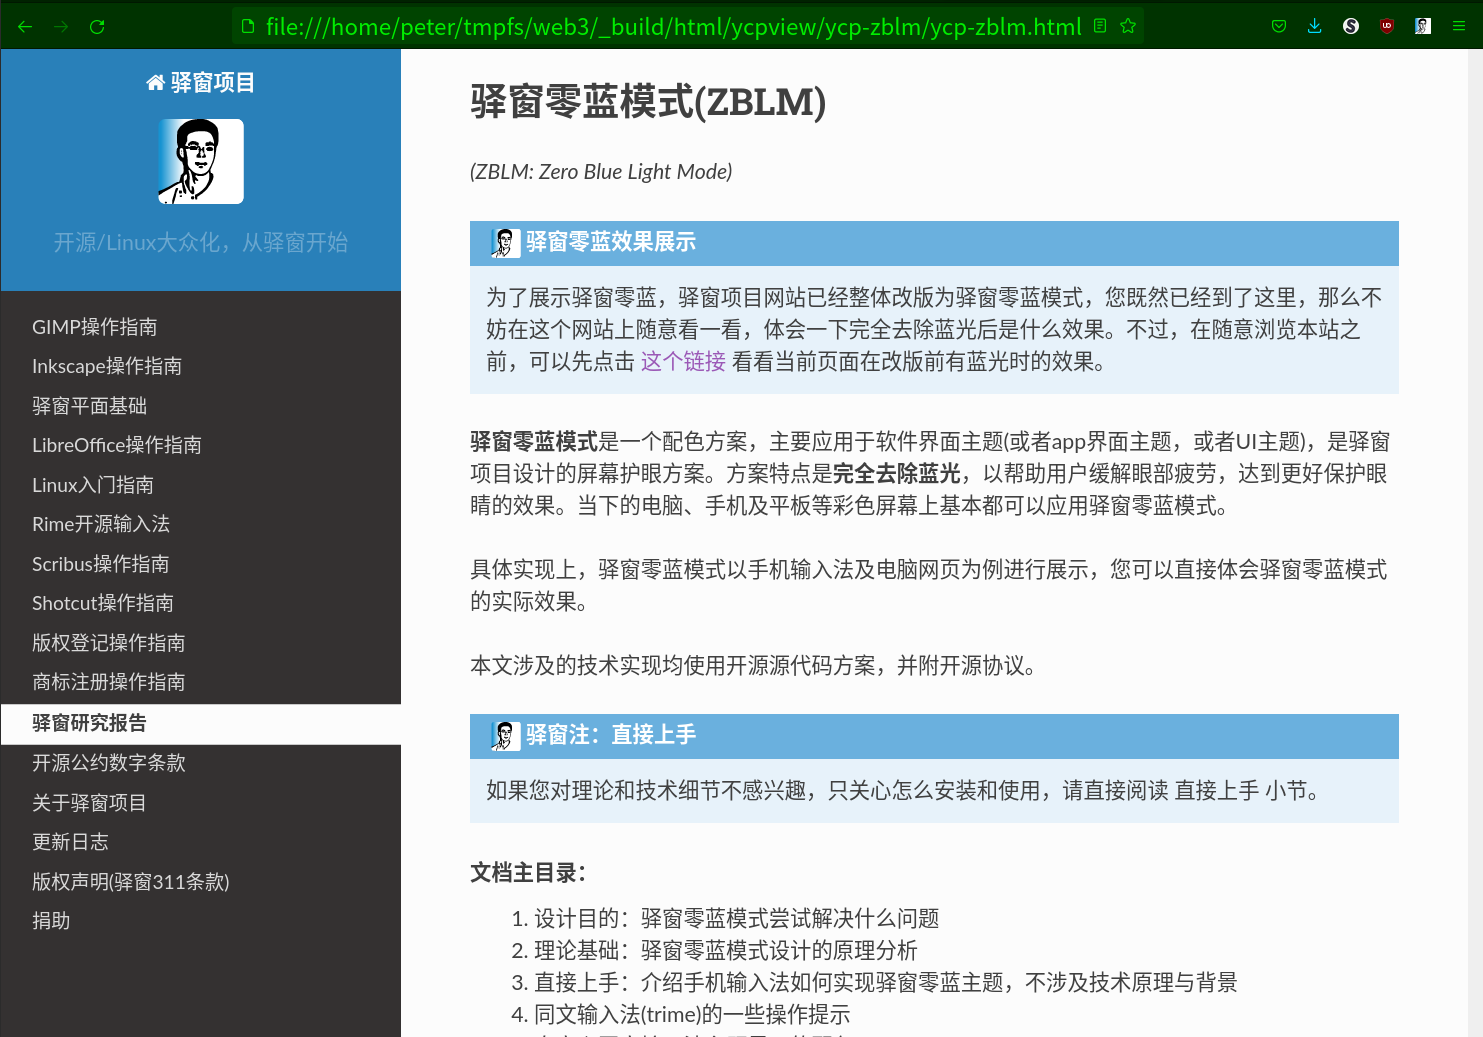 file:///home/peter/tmpfs/web3/_build/html/ycpview/ycp-zblm/ycp-zblm.html
驿窗项目
开源/Linux大众化，从驿窗开始
GIMP操作指南
Inkscape操作指南
驿窗平面基础
LibreOffice操作指南
Linux入门指南
Rime开源输入法
Scribus操作指南
Shotcut操作指南
版权登记操作指南
商标注册操作指南
驿窗研究报告
开源公约数字条款
关于驿窗项目
更新日志
版权声明(驿窗311条款)
捐助
驿窗零蓝模式(ZBLM)
(ZBLM: Zero Blue Light Mode)
驿窗零蓝效果展示
为了展示驿窗零蓝，驿窗项目网站已经整体改版为驿窗零蓝模式，您既然已经到了这里，那么不
妨在这个网站上随意看一看，体会一下完全去除蓝光后是什么效果。不过，在随意浏览本站之
前，可以先点击 这个链接 看看当前页面在改版前有蓝光时的效果。
驿窗零蓝模式是一个配色方案，主要应用于软件界面主题(或者app界面主题，或者UI主题)，是驿窗
项目设计的屏幕护眼方案。方案特点是完全去除蓝光，以帮助用户缓解眼部疲劳，达到更好保护眼
睛的效果。当下的电脑、手机及平板等彩色屏幕上基本都可以应用驿窗零蓝模式。
具体实现上，驿窗零蓝模式以手机输入法及电脑网页为例进行展示，您可以直接体会驿窗零蓝模式
的实际效果。
本文涉及的技术实现均使用开源源代码方案，并附开源协议。
驿窗注：直接上手
如果您对理论和技术细节不感兴趣，只关心怎么安装和使用，请直接阅读 直接上手 小节。
文档主目录：
1. 设计目的：驿窗零蓝模式尝试解决什么问题
2. 理论基础：驿窗零蓝模式设计的原理分析
3. 直接上手：介绍手机输入法如何实现驿窗零蓝主题，不涉及技术原理与背景
4. 同文输入法(trime)的一些操作提示